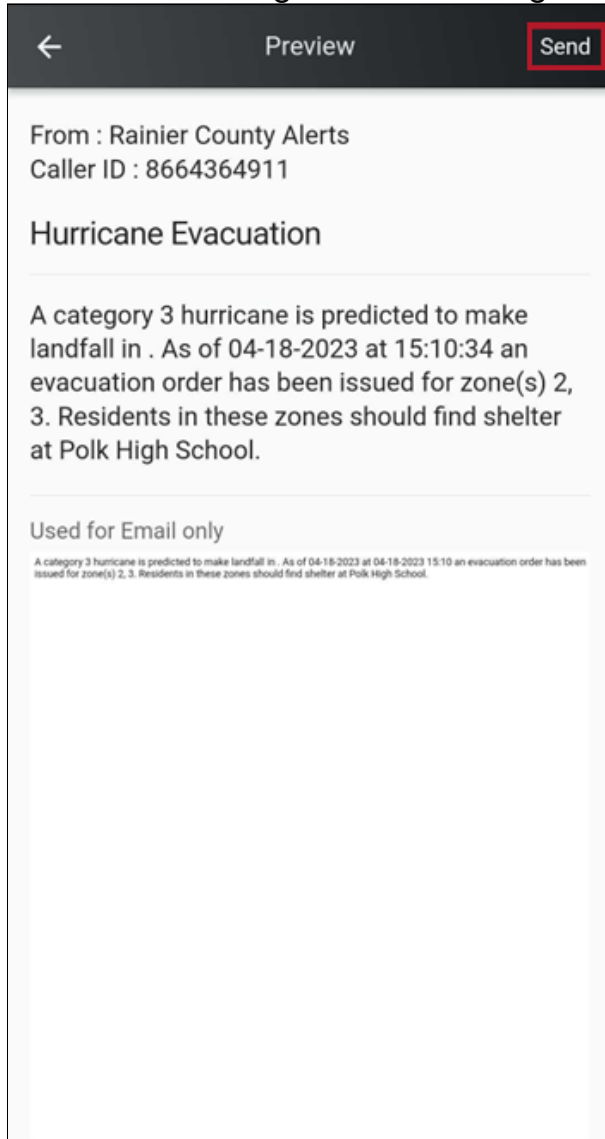 Preview
Send
From : Rainier County Alerts
Caller ID : 8664364911
Hurricane Evacuation
A category 3 hurricane is predicted to make
landfall in . As of 04-18-2023 at 15:10:34 an
evacuation order has been issued for zone(s) 2,
3. Residents in these zones should find shelter
at Polk High School.
Used for Email only
A category 3 hurricane is predicted to make landfall in . As of 04-18-2023 at 04-18-2023 15:10 an evacuation order has been
issued for zone(s) 2, 3. Residents in these zones should find shelter at Polk High School.